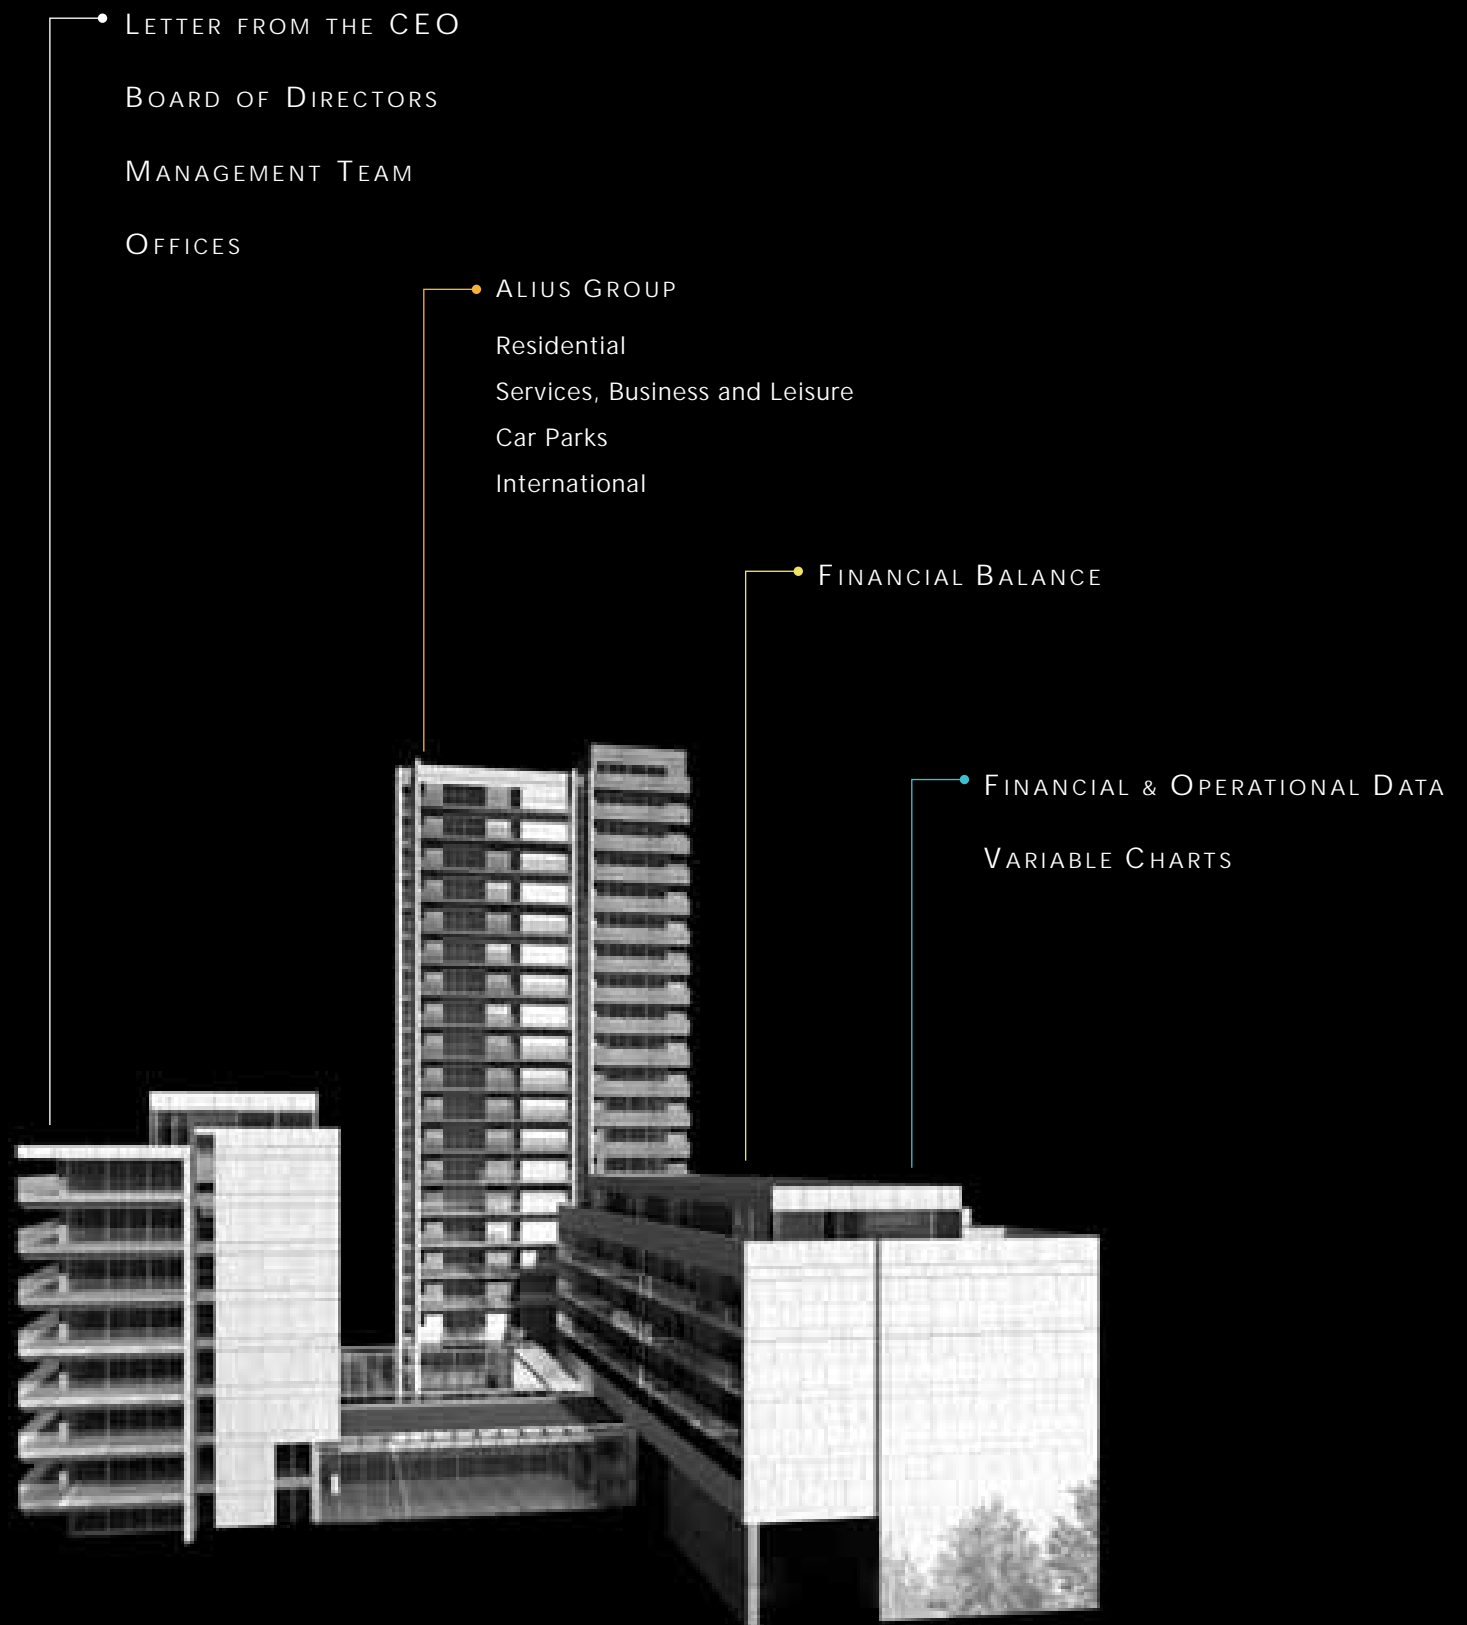 LETTER FROM THE CEO
BOARD OF DIRECTORS
MANAGEMENT TEAM
OFFICES
ALIUS GROUP
Residential
Services, Business and Leisure
Car Parks
International
FINANCIAL BALANCE
FINANCIAL & OPERATIONAL DATA
VARIABLE CHARTS